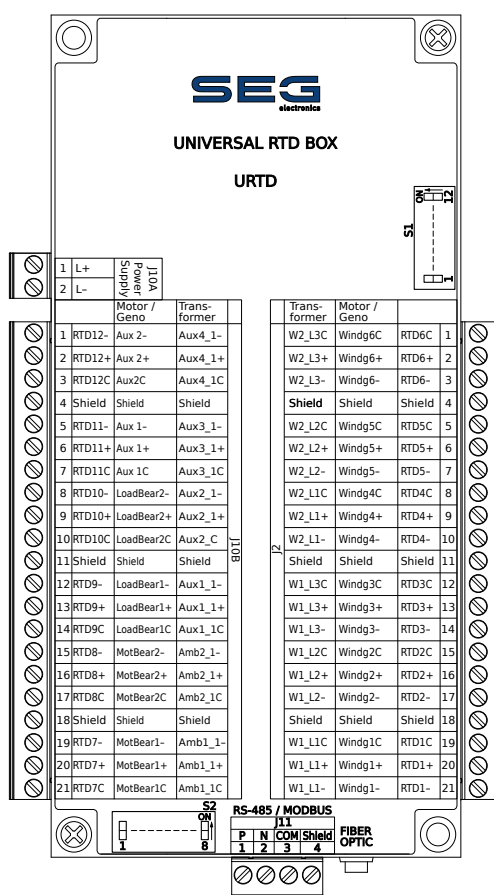 SEG
electronics
UNIVERSAL RTD BOX
URTD
ON
12
S1
1
1 L+
2 L–
J10A
Power
Supply
Motor / Geno Trans-former
1 RTD12– Aux 2– Aux4_1–
2 RTD12+ Aux 2+ Aux4_1+
3 RTD12C Aux2C Aux4_1C
4 Shield Shield Shield
5 RTD11– Aux 1– Aux3_1–
6 RTD11+ Aux 1+ Aux3_1+
7 RTD11C Aux 1C Aux3_1C
8 RTD10– LoadBear2– Aux2_1–
9 RTD10+ LoadBear2+ Aux2_1+
10 RTD10C LoadBear2C Aux2_C
11 Shield Shield Shield
12 RTD9– LoadBear1– Aux1_1–
13 RTD9+ LoadBear1+ Aux1_1+
14 RTD9C LoadBear1C Aux1_1C
15 RTD8– MotBear2– Amb2_1–
16 RTD8+ MotBear2+ Amb2_1+
17 RTD8C MotBear2C Amb2_1C
18 Shield Shield Shield
19 RTD7– MotBear1– Amb1_1–
20 RTD7+ MotBear1+ Amb1_1+
21 RTD7C MotBear1C Amb1_1C
J10B
J2
Trans-former Motor / Geno
W2_L3C Windg6C RTD6C 1
W2_L3+ Windg6+ RTD6+ 2
W2_L3– Windg6– RTD6– 3
Shield Shield Shield 4
W2_L2C Windg5C RTD5C 5
W2_L2+ Windg5+ RTD5+ 6
W2_L2– Windg5– RTD5– 7
W2_L1C Windg4C RTD4C 8
W2_L1+ Windg4+ RTD4+ 9
W2_L1– Windg4– RTD4– 10
Shield Shield Shield 11
W1_L3C Windg3C RTD3C 12
W1_L3+ Windg3+ RTD3+ 13
W1_L3– Windg3– RTD3– 14
W1_L2C Windg2C RTD2C 15
W1_L2+ Windg2+ RTD2+ 16
W1_L2– Windg2– RTD2– 17
Shield Shield Shield 18
W1_L1C Windg1C RTD1C 19
W1_L1+ Windg1+ RTD1+ 20
W1_L1– Windg1– RTD1– 21
S2
ON
1 8
RS-485 / MODBUS
J11
P N COM Shield
1 2 3 4
FIBER
OPTIC